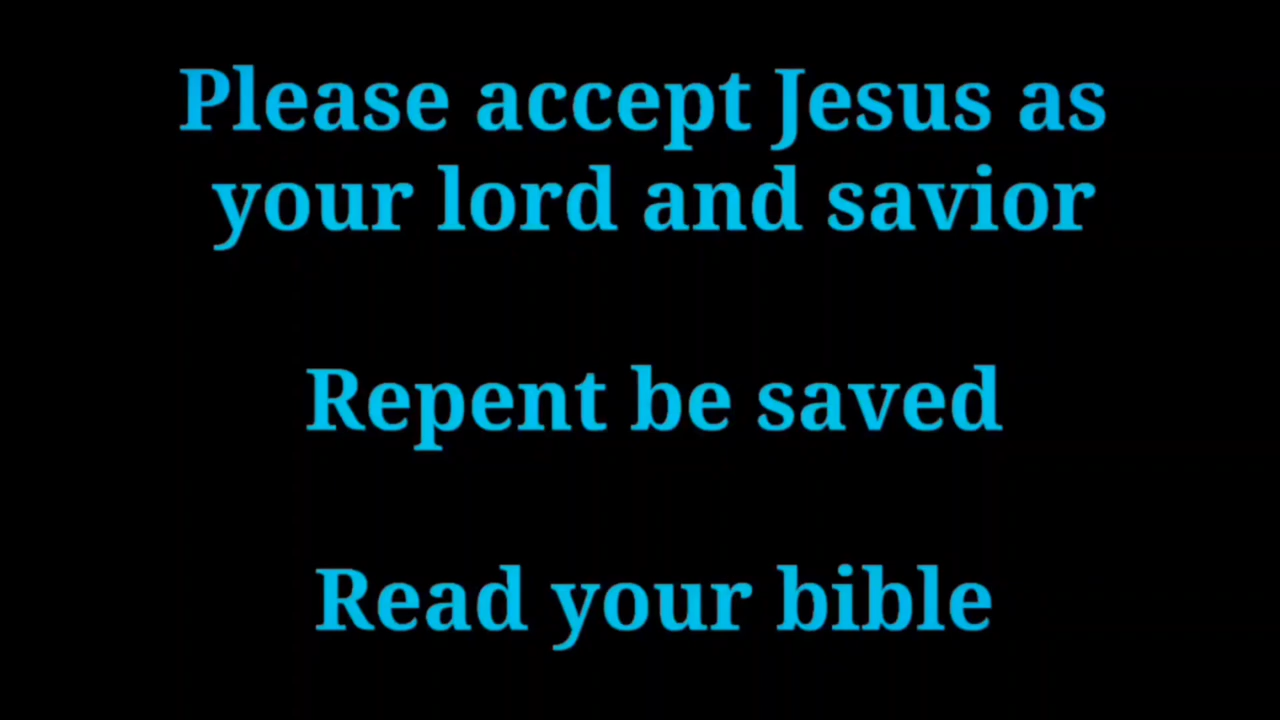 Please accept Jesus as
your lord and savior
Repent be saved
Read your bible